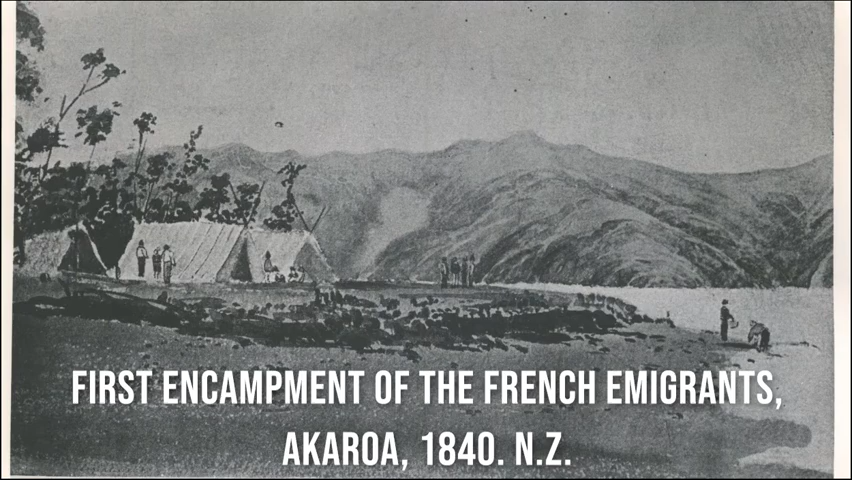 FIRST ENCAMPMENT OF THE FRENCH EMIGRANTS,
AKAROA, 1840. N.Z.